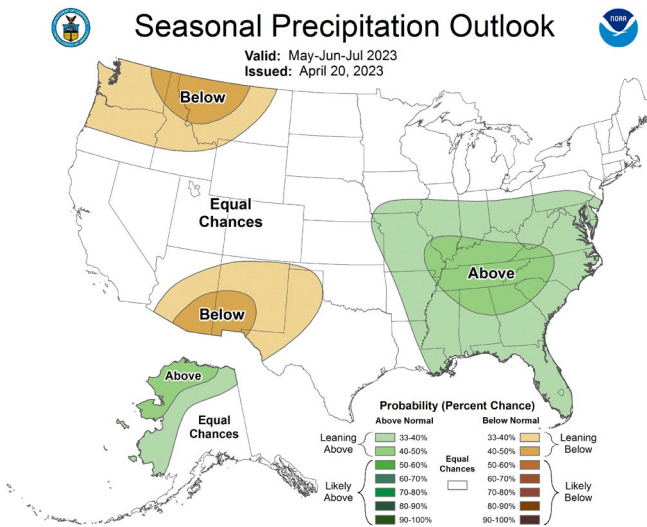 Seasonal Precipitation Outlook
NOAA
Valid: May-Jun-Jul 2023
Issued: April 20, 2023
Below
Equal
Chances
Above
Below
Above
Equal
Chances
Probability (Percent Chance)
Above Normal
Below Normal
Leaning
Above
33-40%
40-50%
Likely
Above
50-60%
60-70%
70-80%
80-90%
90-100%
Equal
Chances
33-40%
40-50%
Leaning
Below
50-60%
60-70%
70-80%
80-90%
90-100%
Likely
Below